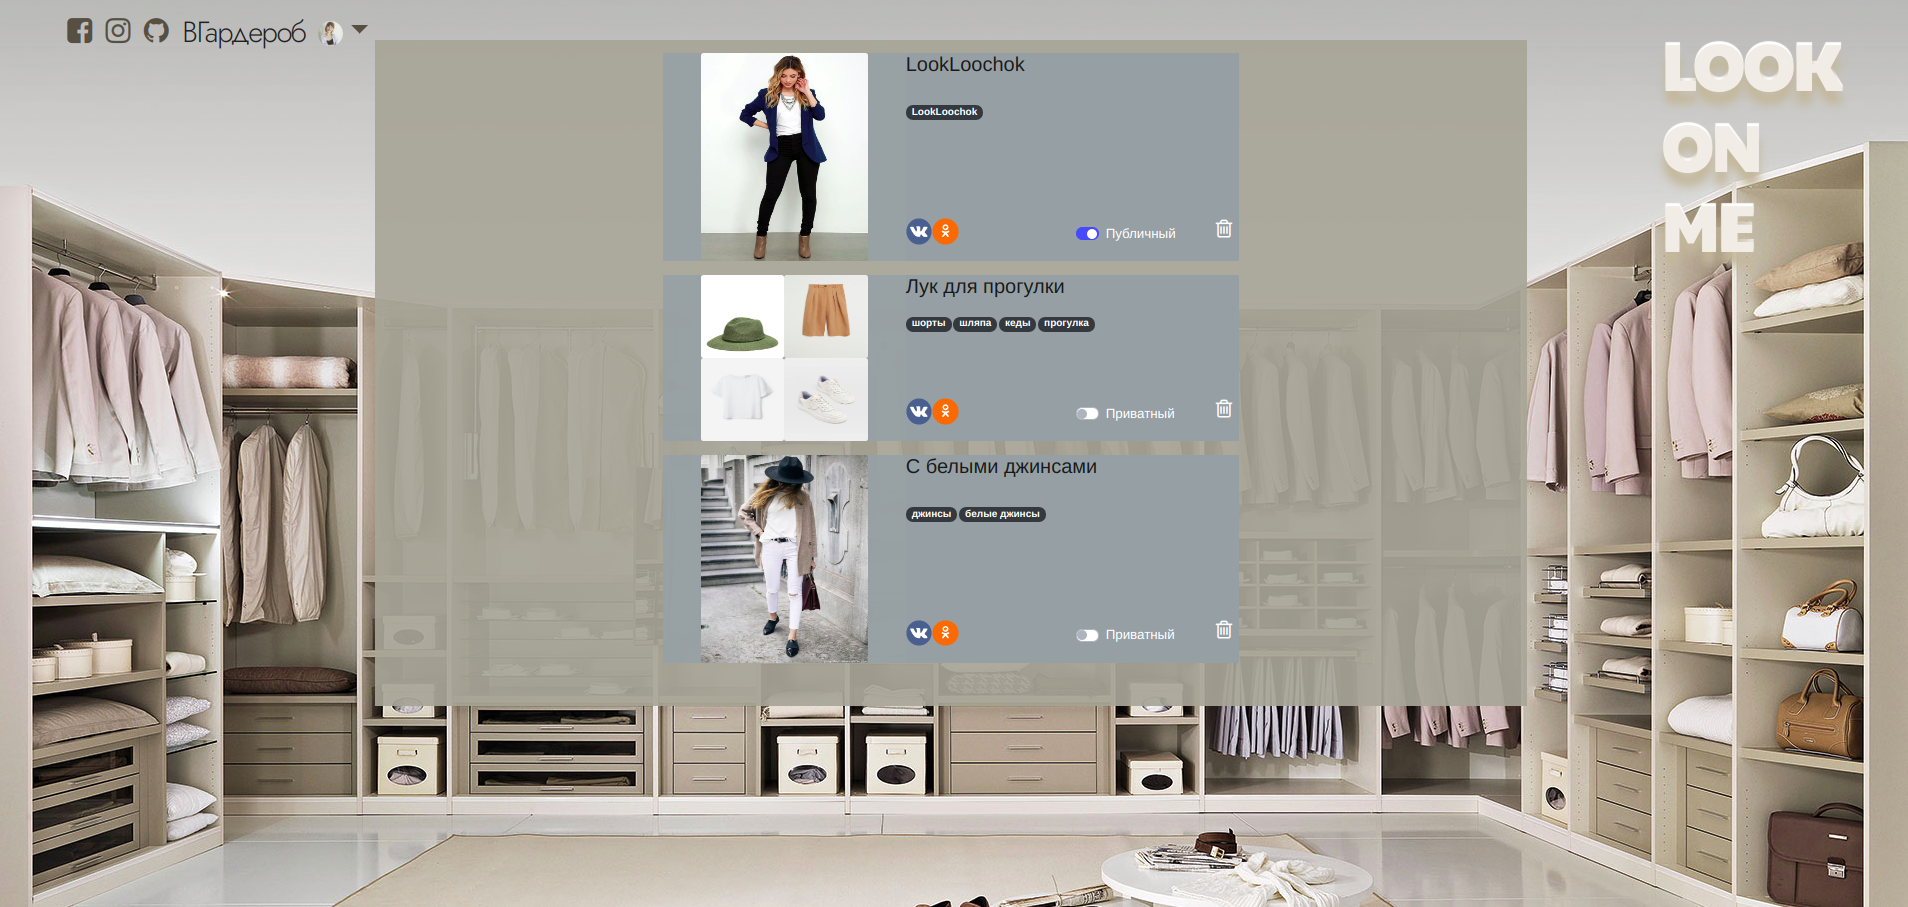 ВГардероб
LOOK
ON
ME
LookLoochok
LookLoochok
Публичный
Лук для прогулки
шорты шляпа кеды прогулка
Приватный
С белыми джинсами
джинсы белые джинсы
Приватный